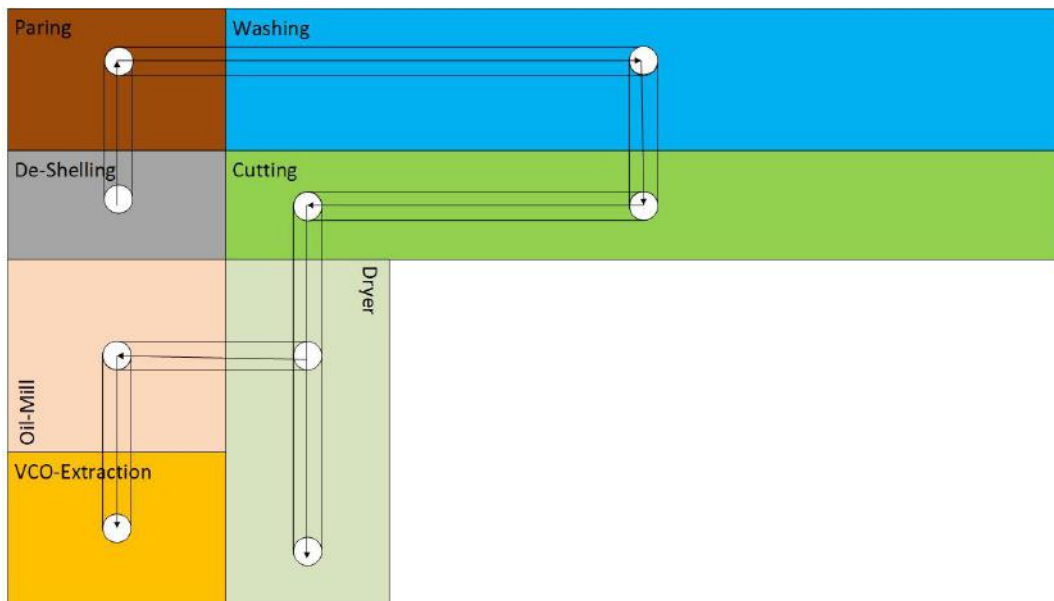 Paring
Washing
De-Shelling
Cutting
Dryer
Oil-Mill
VCO-Extraction